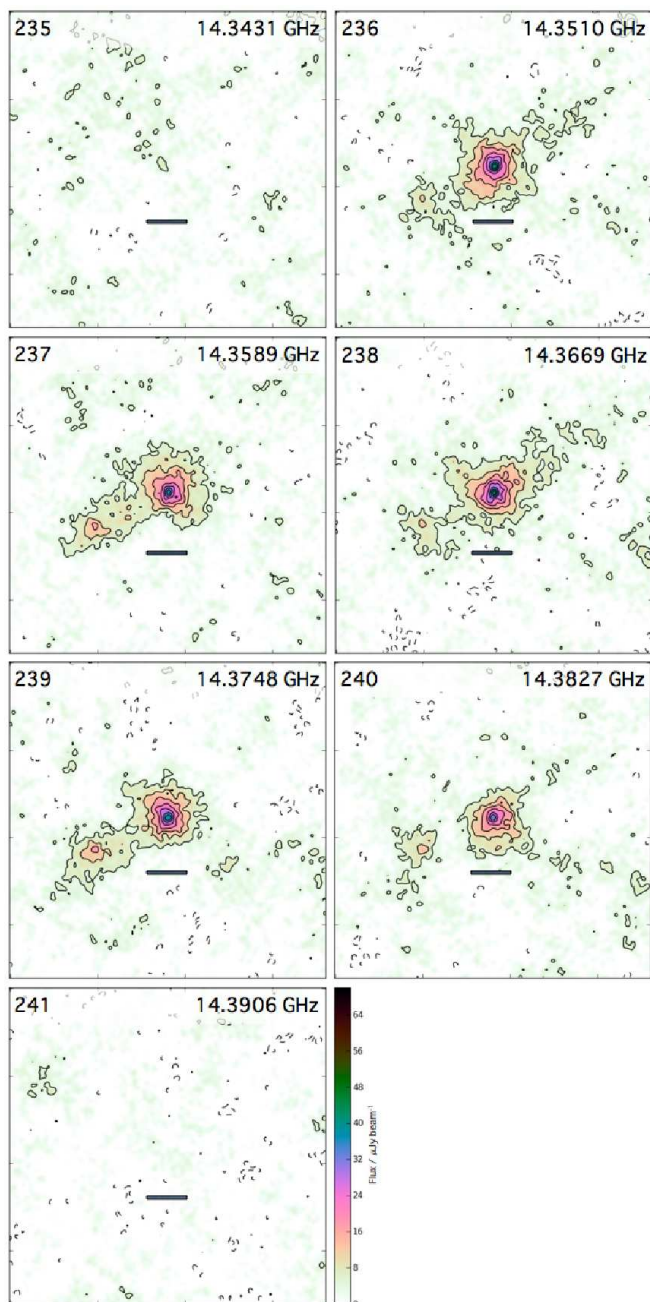 235 14.3431 GHz
236 14.3510 GHz
237 14.3589 GHz
238 14.3669 GHz
239 14.3748 GHz
240 14.3827 GHz
241 14.3906 GHz
64
56
48
40
32
24
16
8
Flux / μJy beam⁻¹